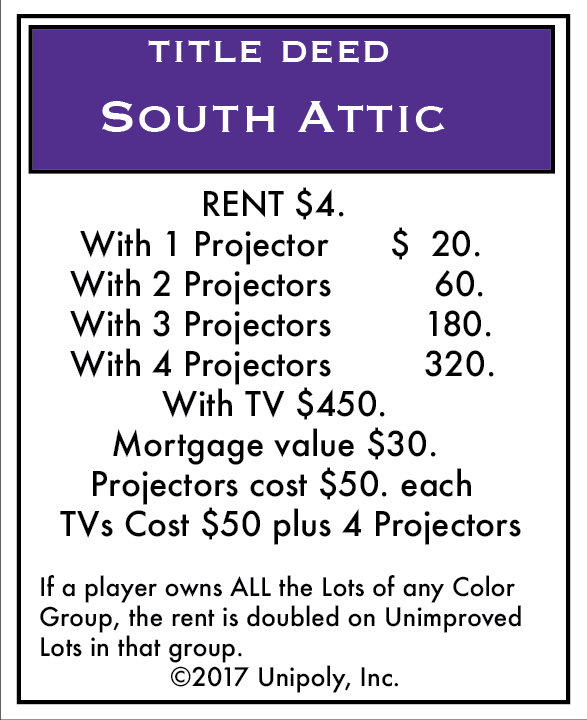 TITLE DEED
SOUTH ATTIC
RENT $4.
With 1 Projector $ 20.
With 2 Projectors 60.
With 3 Projectors 180.
With 4 Projectors 320.
With TV $450.
Mortgage value $30.
Projectors cost $50. each
TVs Cost $50 plus 4 Projectors
If a player owns ALL the Lots of any Color
Group, the rent is doubled on Unimproved
Lots in that group.
©2017 Unipoly, Inc.